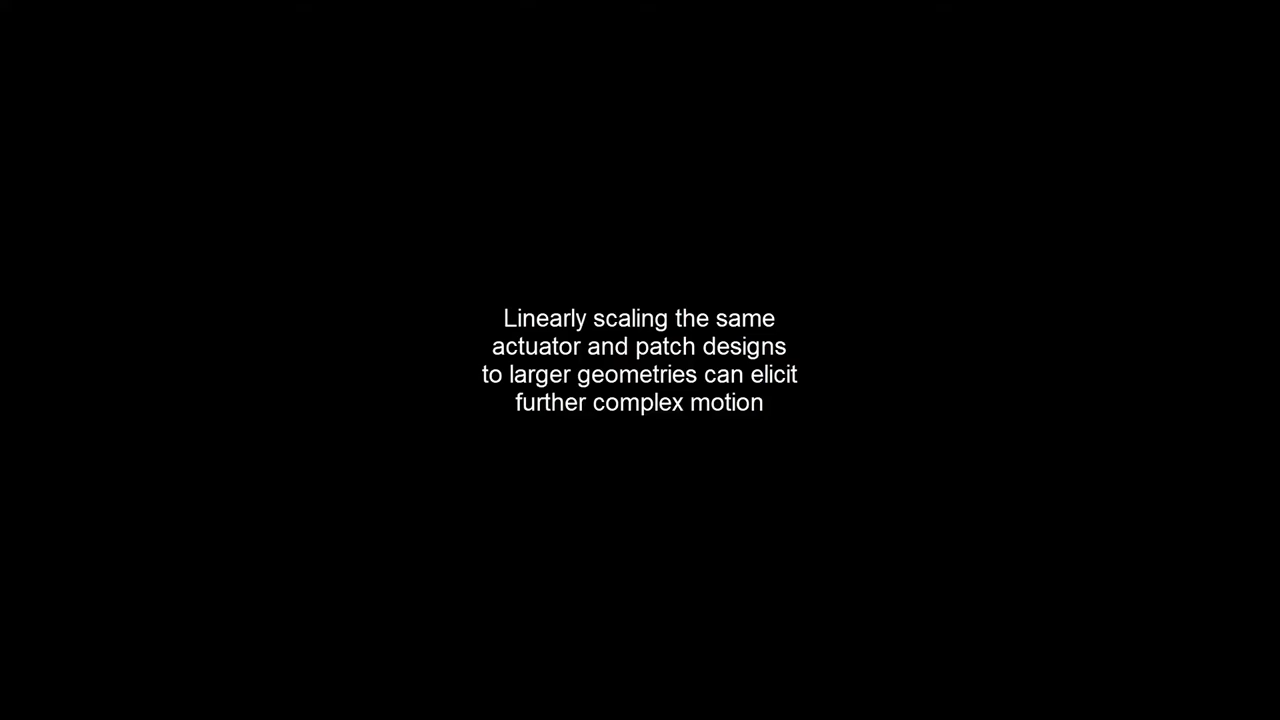 Linearly scaling the same
actuator and patch designs
to larger geometries can elicit
further complex motion